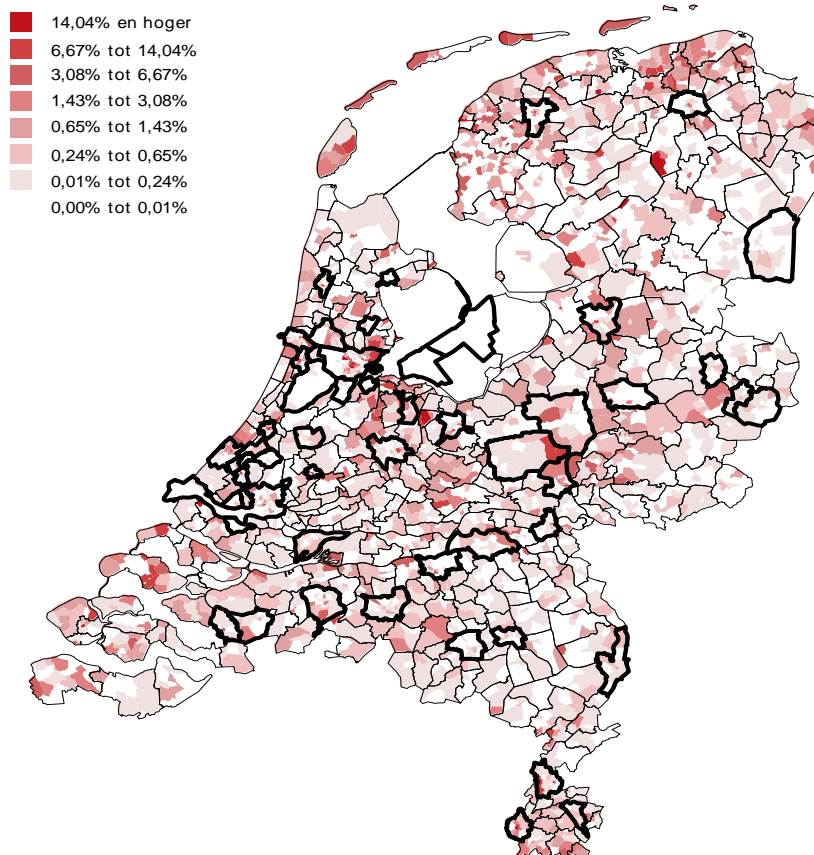 14,04% en hoger
6,67% tot 14,04%
3,08% tot 6,67%
1,43% tot 3,08%
0,65% tot 1,43%
0,24% tot 0,65%
0,01% tot 0,24%
0,00% tot 0,01%